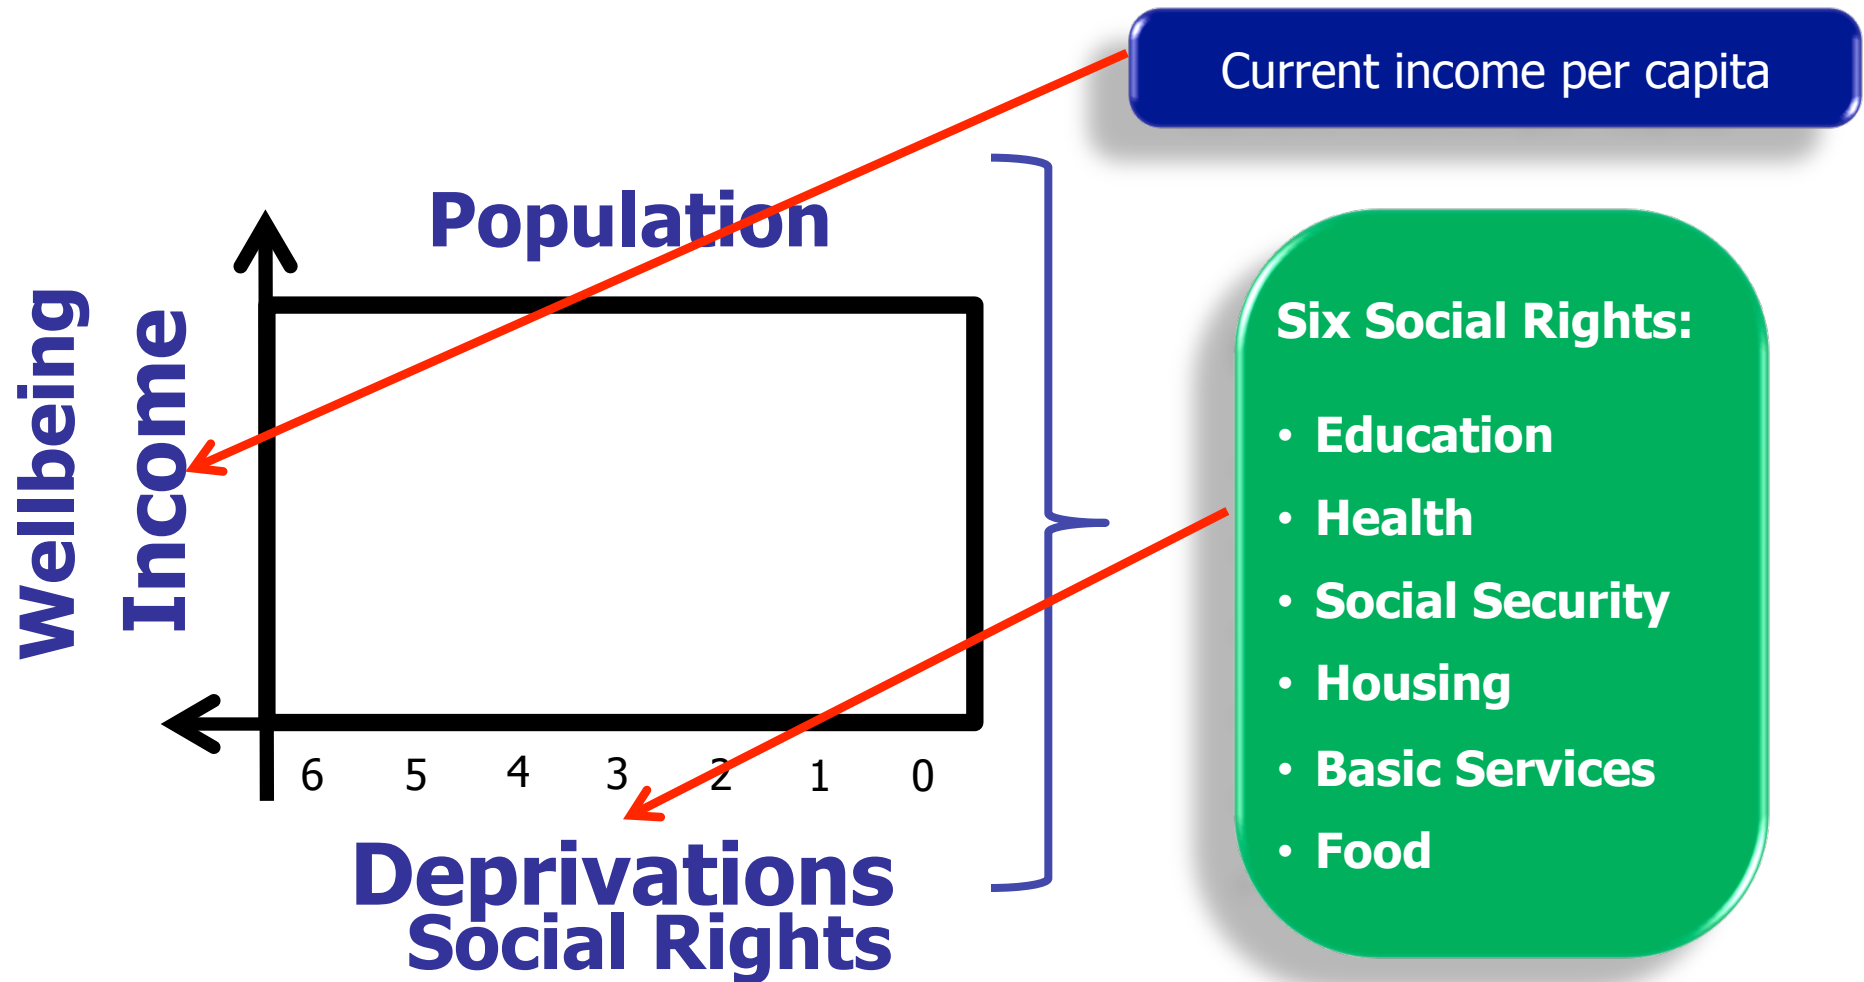 Current income per capita
Population
Wellbeing
Income
6 5 4 3 2 1 0
Deprivations
Social Rights
Six Social Rights:
• Education
• Health
• Social Security
• Housing
• Basic Services
• Food